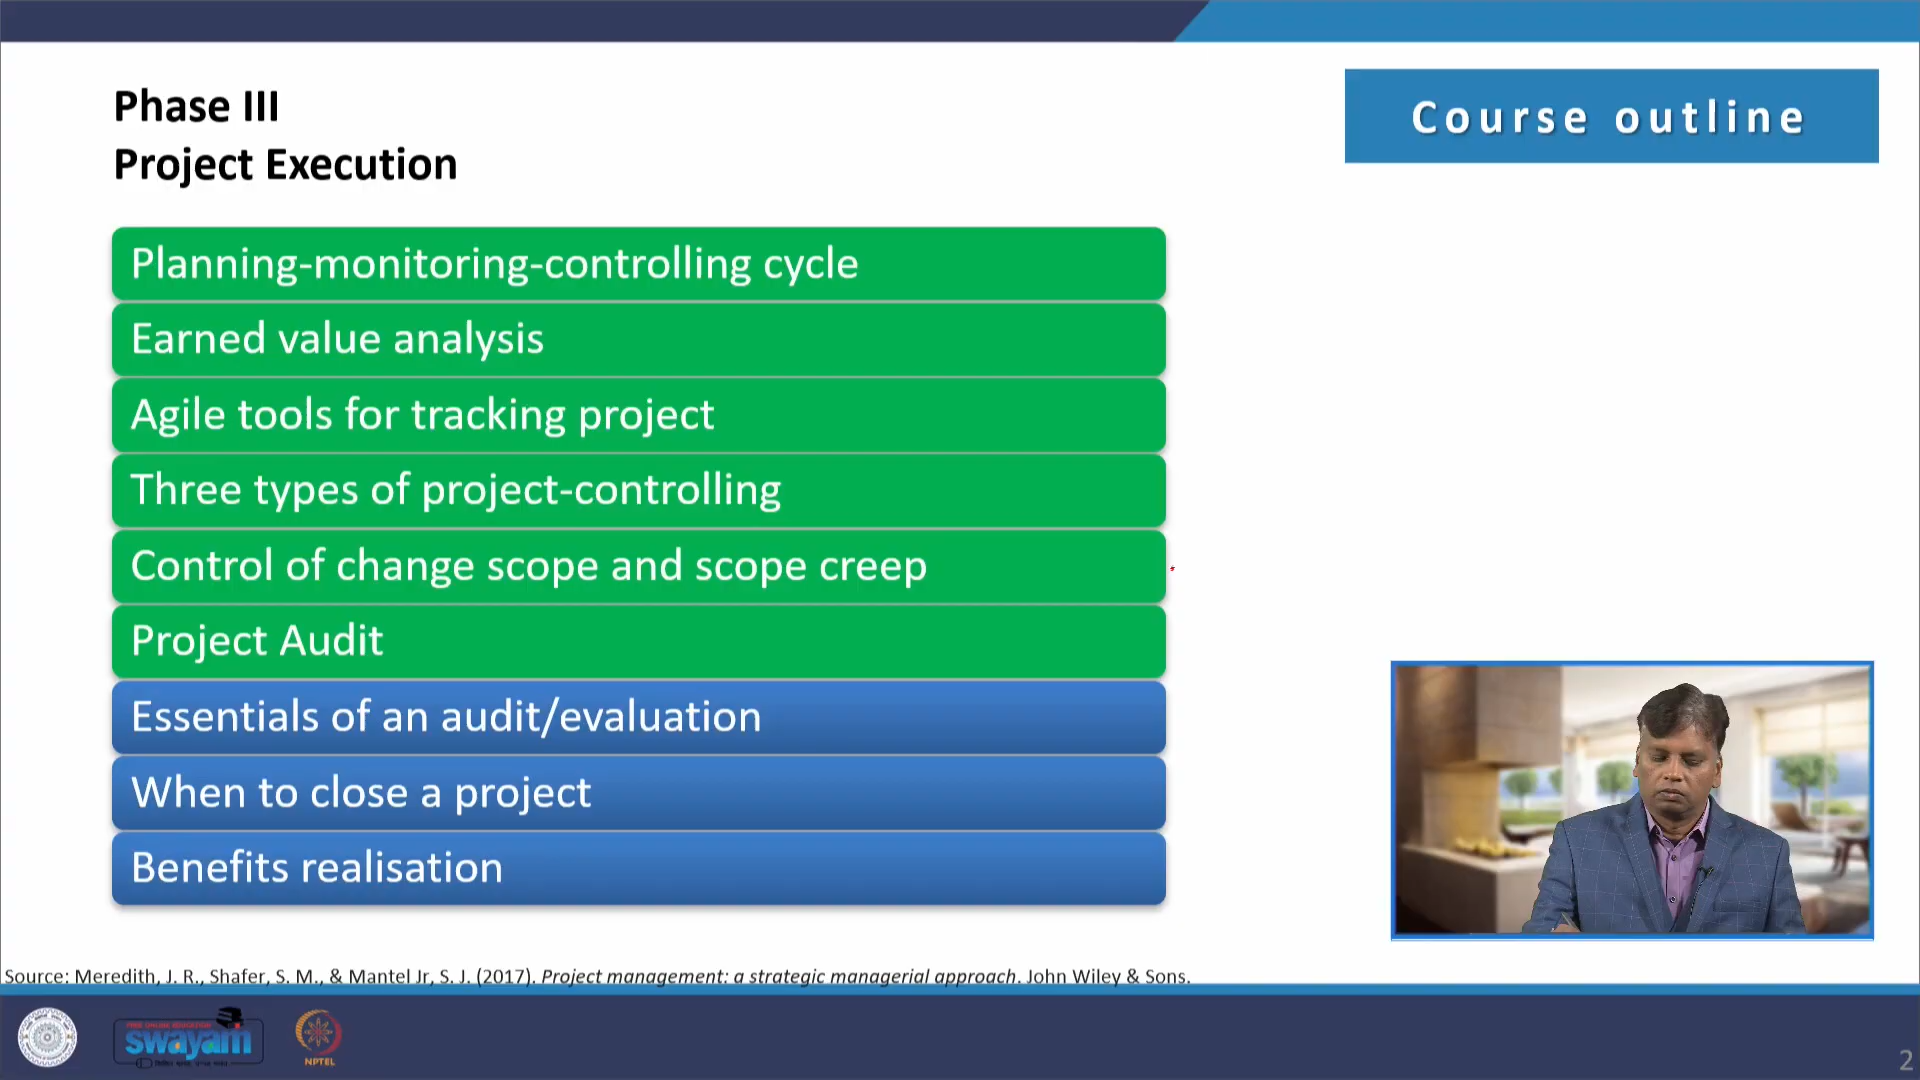 Phase III
Project Execution
Course outline
Planning-monitoring-controlling cycle
Earned value analysis
Agile tools for tracking project
Three types of project-controlling
Control of change scope and scope creep
Project Audit
Essentials of an audit/evaluation
When to close a project
Benefits realisation
Source: Meredith, J. R., Shafer, S. M., & Mantel Jr, S. J. (2017). Project management: a strategic managerial approach. John Wiley & Sons.
FREE ONLINE EDUCATION
swayam
NPTEL
2